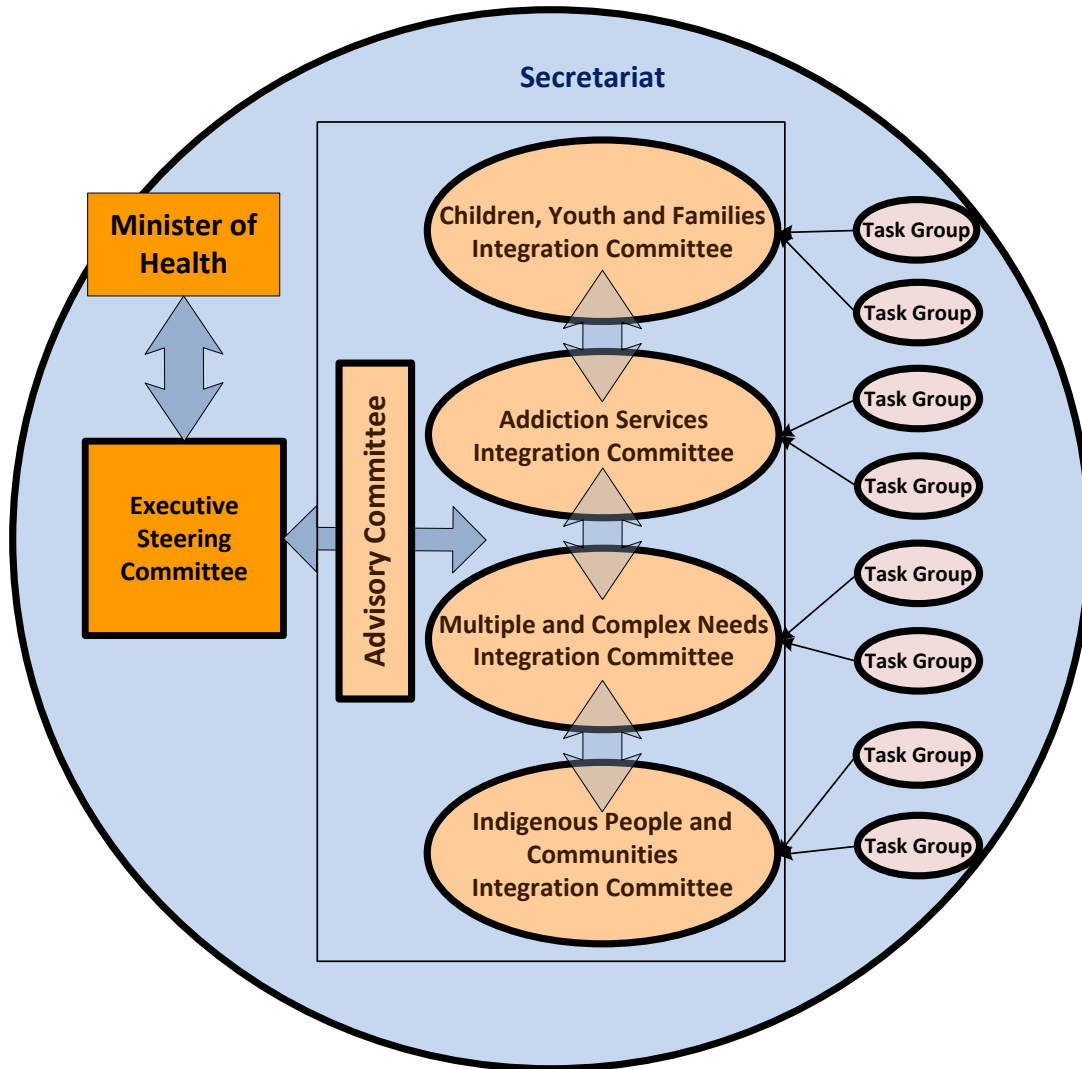 Secretariat
Minister of
Health
Executive
Steering
Committee
Advisory Committee
Children, Youth and Families
Integration Committee
Addiction Services
Integration Committee
Multiple and Complex Needs
Integration Committee
Indigenous People and
Communities
Integration Committee
Task Group
Task Group
Task Group
Task Group
Task Group
Task Group
Task Group
Task Group